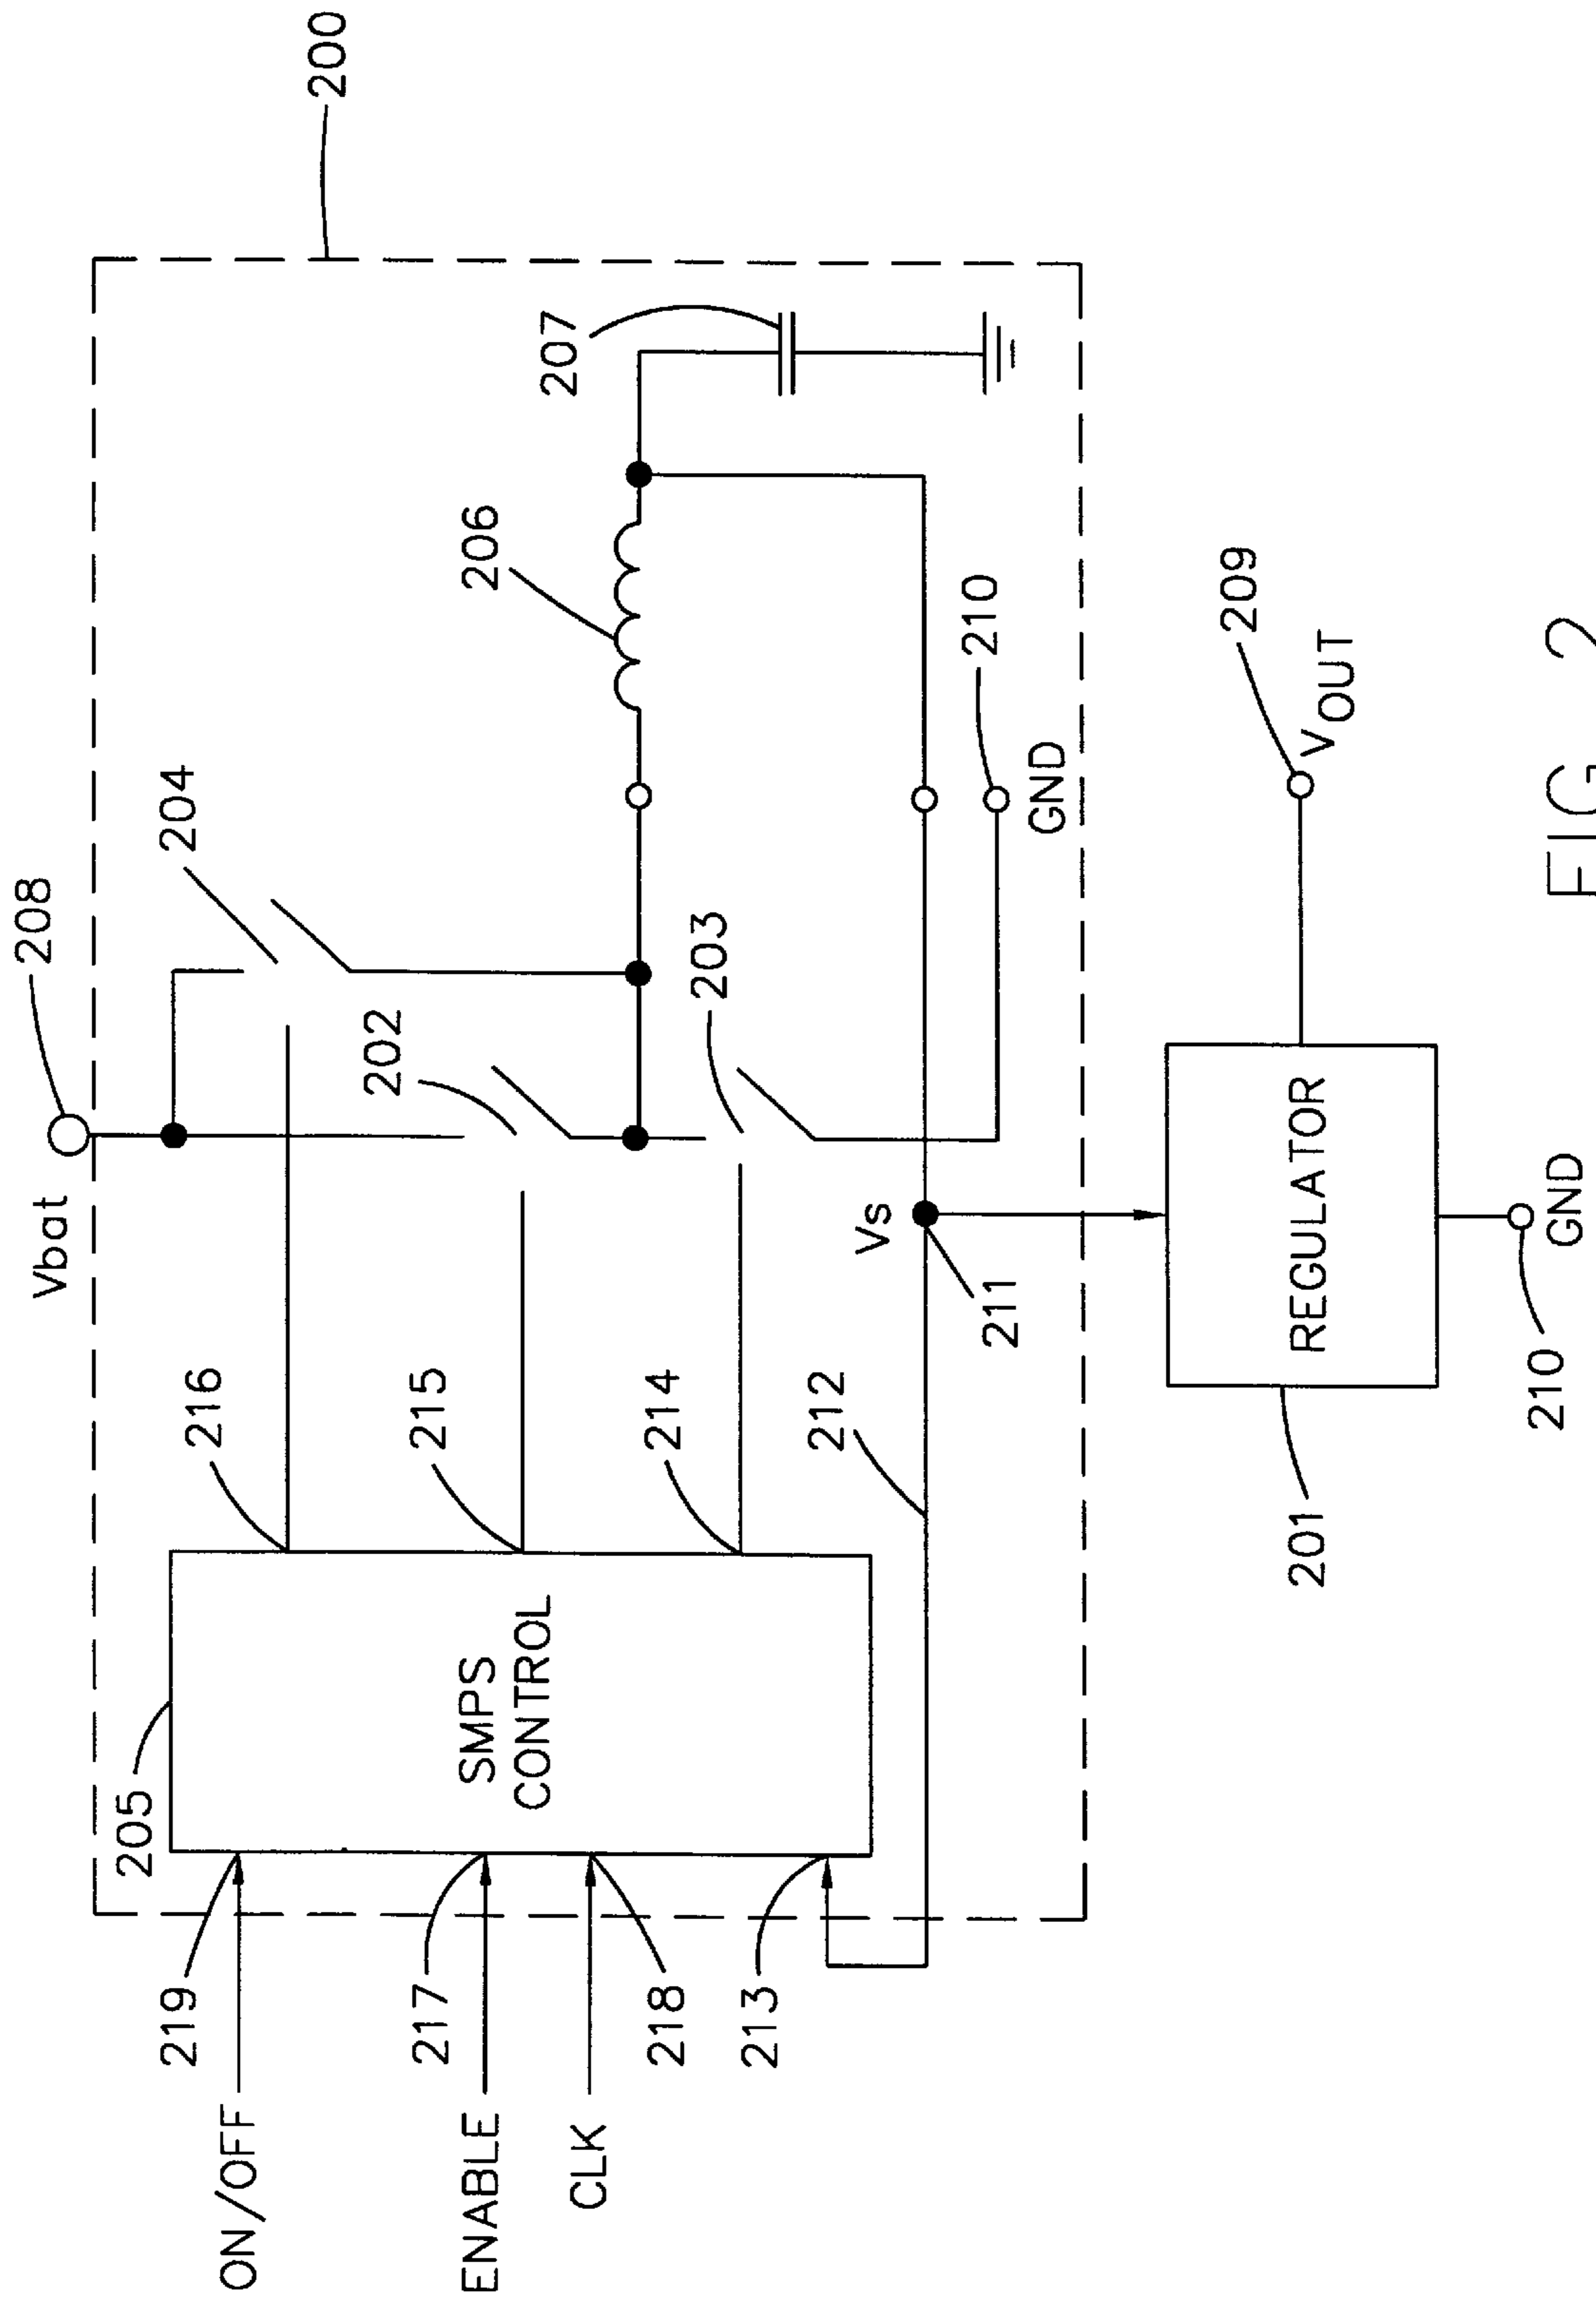 Vbat 208
205
219 216 204
ON/OFF
200
202
217 215
ENABLE
SMPS
CONTROL
206
207
CLK
218 214 203
213
212
Vs
211
210
GND
209
201
REGULATOR
VOUT
210
GND
FIG 2